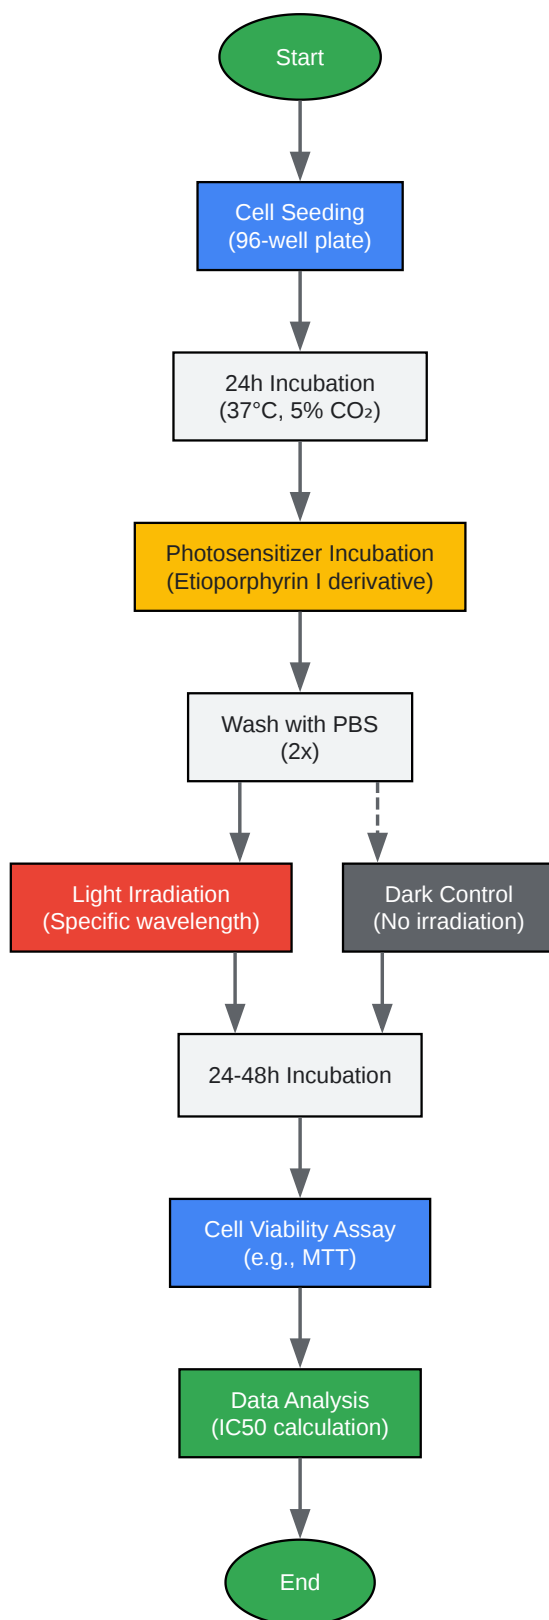 Start
Cell Seeding
(96-well plate)
24h Incubation
(37°C, 5% CO₂)
Photosensitizer Incubation
(Etioporphyrin I derivative)
Wash with PBS
(2x)
Light Irradiation
(Specific wavelength)
Dark Control
(No irradiation)
24-48h Incubation
Cell Viability Assay
(e.g., MTT)
Data Analysis
(IC50 calculation)
End